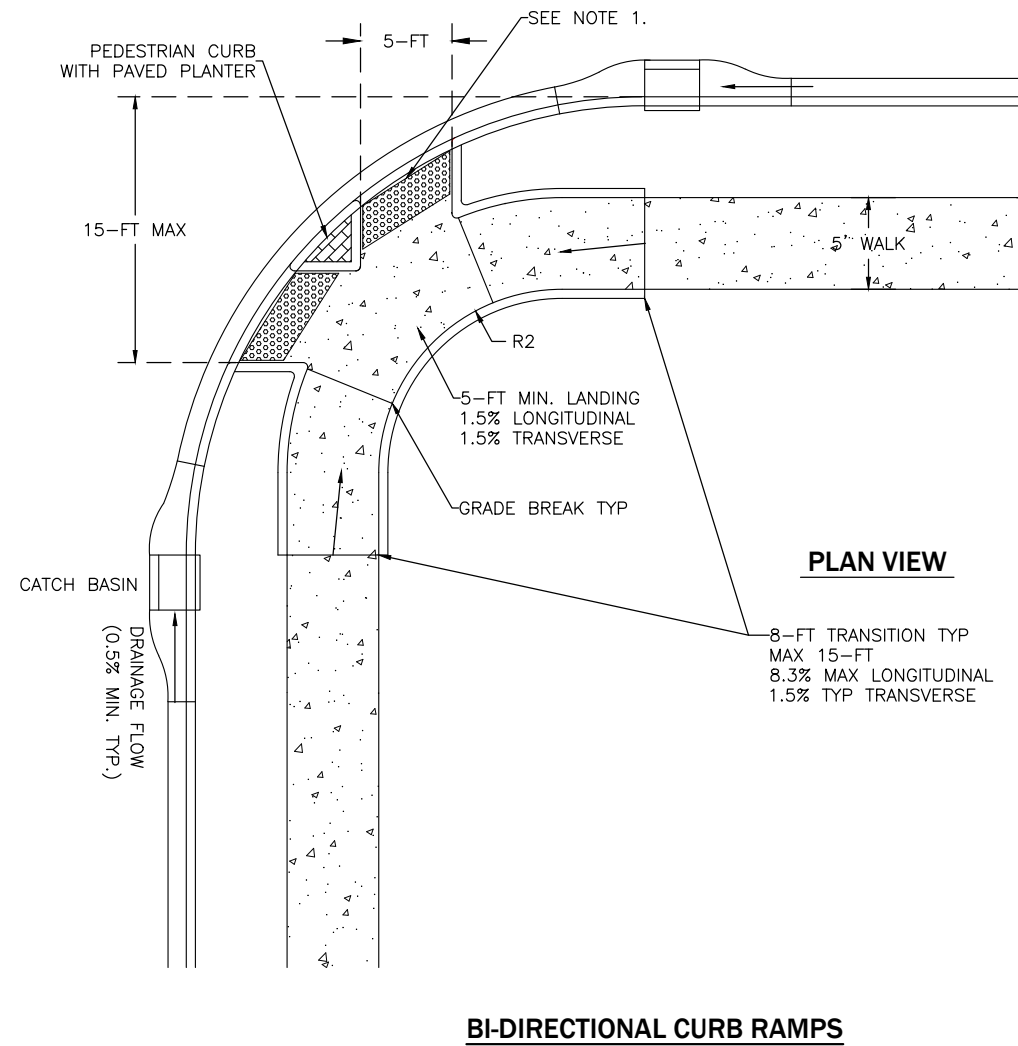 5-FT
SEE NOTE 1.
PEDESTRIAN CURB
WITH PAVED PLANTER
15-FT MAX
5' WALK
R2
5-FT MIN. LANDING
1.5% LONGITUDINAL
1.5% TRANSVERSE
GRADE BREAK TYP
PLAN VIEW
CATCH BASIN
DRAINAGE FLOW
(0.5% MIN. TYP.)
8-FT TRANSITION TYP
MAX 15-FT
8.3% MAX LONGITUDINAL
1.5% TYP TRANSVERSE
BI-DIRECTIONAL CURB RAMPS